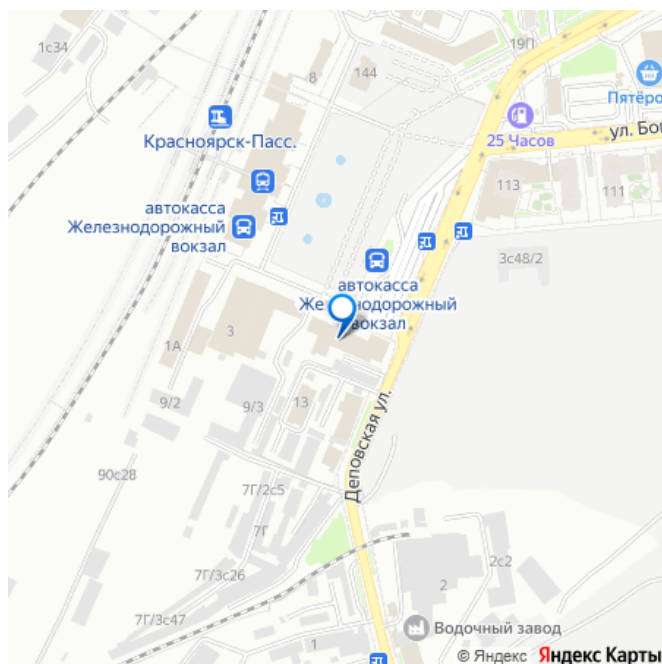 1с34
19П
144
8
Пятёро
25 Часов
ул. Бог
Красноярск-Пасс.
113
111
автокасса
Железнодорожный
вокзал
3с48/2
автокасса
Же
нодорожный
вокзал
3
1А
9/2
9/3
13
Деповская ул.
90с28
7Г/2с5
7Г
7Г/3с26
2с2
2
7Г/3с47
1
Водочный завод
© Яндекс Яндекс Карты